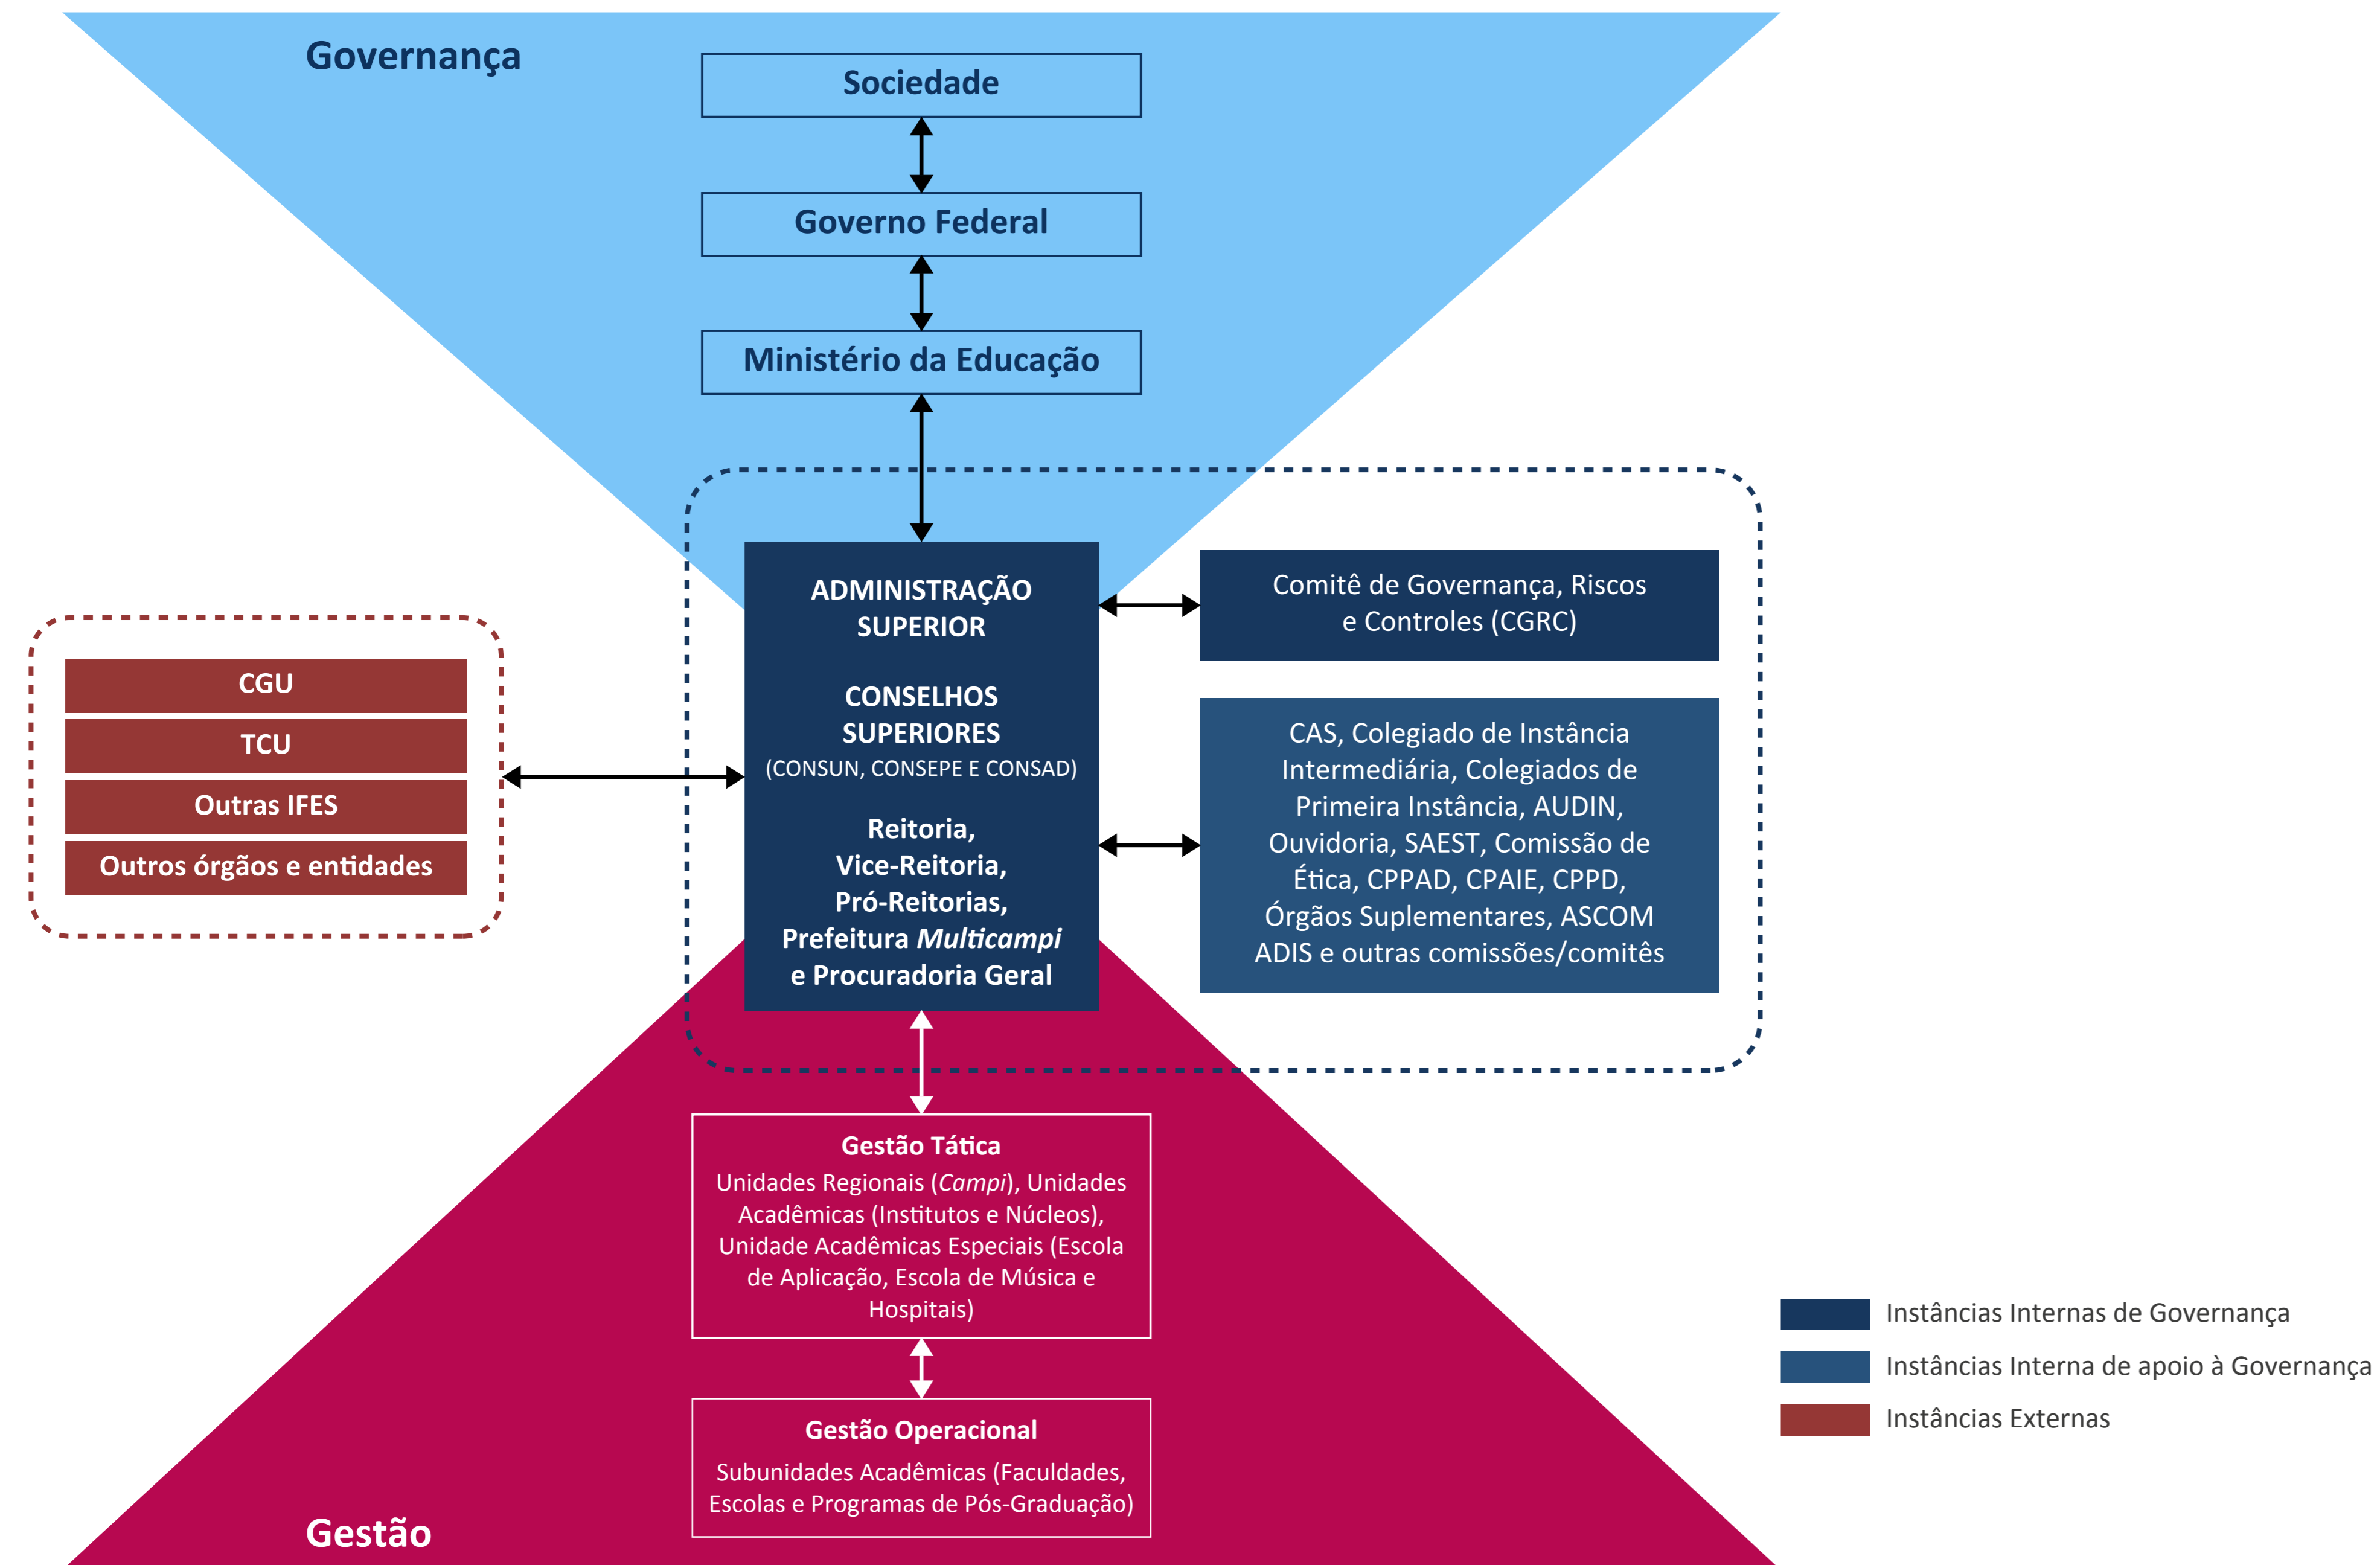 Governança
Sociedade
Governo Federal
Ministério da Educação
ADMINISTRAÇÃO
SUPERIOR
CONSELHOS
SUPERIORES
(CONSUN, CONSEPE E CONSAD)
Reitoria,
Vice-Reitoria,
Pró-Reitorias,
Prefeitura Multicampi
e Procuradoria Geral
Comitê de Governança, Riscos
e Controles (CGRC)
CAS, Colegiado de Instância
Intermediária, Colegiados de
Primeira Instância, AUDIN,
Ouvidoria, SAEST, Comissão de
Ética, CPPAD, CPAIE, CPPD,
Órgãos Suplementares, ASCOM
ADIS e outras comissões/comitês
CGU
TCU
Outras IFES
Outros órgãos e entidades
Gestão Tática
Unidades Regionais (Campi), Unidades
Acadêmicas (Institutos e Núcleos),
Unidade Acadêmicas Especiais (Escola
de Aplicação, Escola de Música e
Hospitais)
Gestão Operacional
Subunidades Acadêmicas (Faculdades,
Escolas e Programas de Pós-Graduação)
Gestão
Instâncias Internas de Governança
Instâncias Interna de apoio à Governança
Instâncias Externas